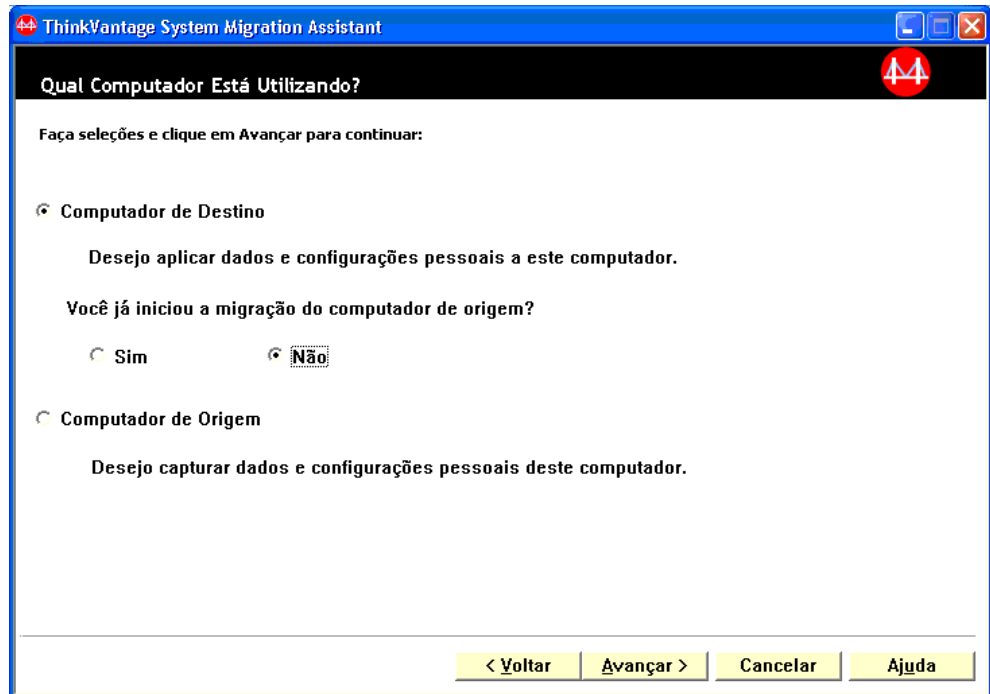 ThinkVantage System Migration Assistant
Qual Computador Está Utilizando?
Faça seleções e clique em Avançar para continuar:
Computador de Destino
Desejo aplicar dados e configurações pessoais a este computador.
Você já iniciou a migração do computador de origem?
Sim Não
Computador de Origem
Desejo capturar dados e configurações pessoais deste computador.
< Voltar Avançar > Cancelar Ajuda